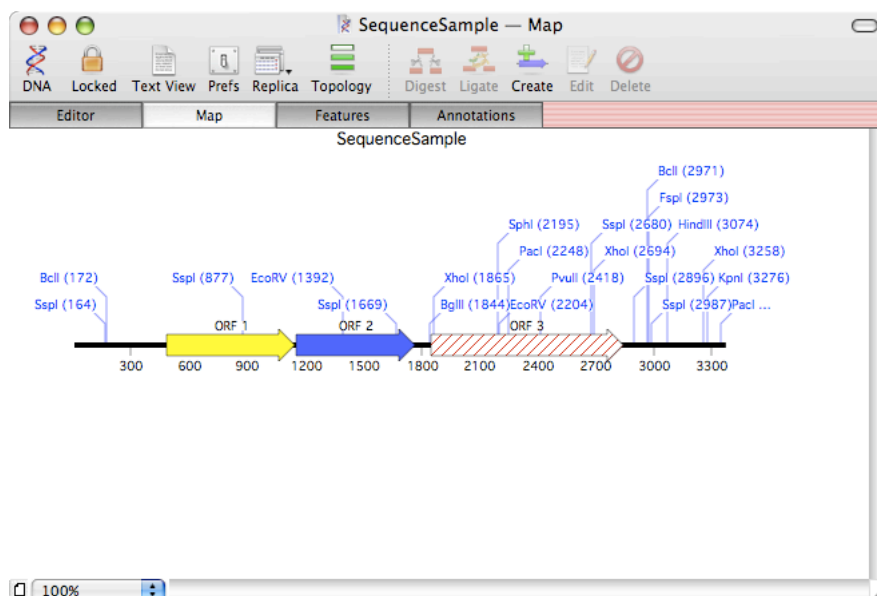 SequenceSample — Map
DNA Locked Text View Prefs Replica Topology Digest Ligate Create Edit Delete
Editor Map Features Annotations
SequenceSample
BclI (2971)
FspI (2973)
SphI (2195) SspI (2680) HindIII (3074)
PacI (2248) XhoI (2694) XhoI (3258)
BclI (172) SspI (877) EcoRV (1392) XhoI (1865) PvuII (2418) SspI (2896) KpnI (3276)
SspI (164) SspI (1669) BglII (1844) EcoRV (2204) SspI (2987) PacI ...
ORF 1 ORF 2 ORF 3
300 600 900 1200 1500 1800 2100 2400 2700 3000 3300
100%